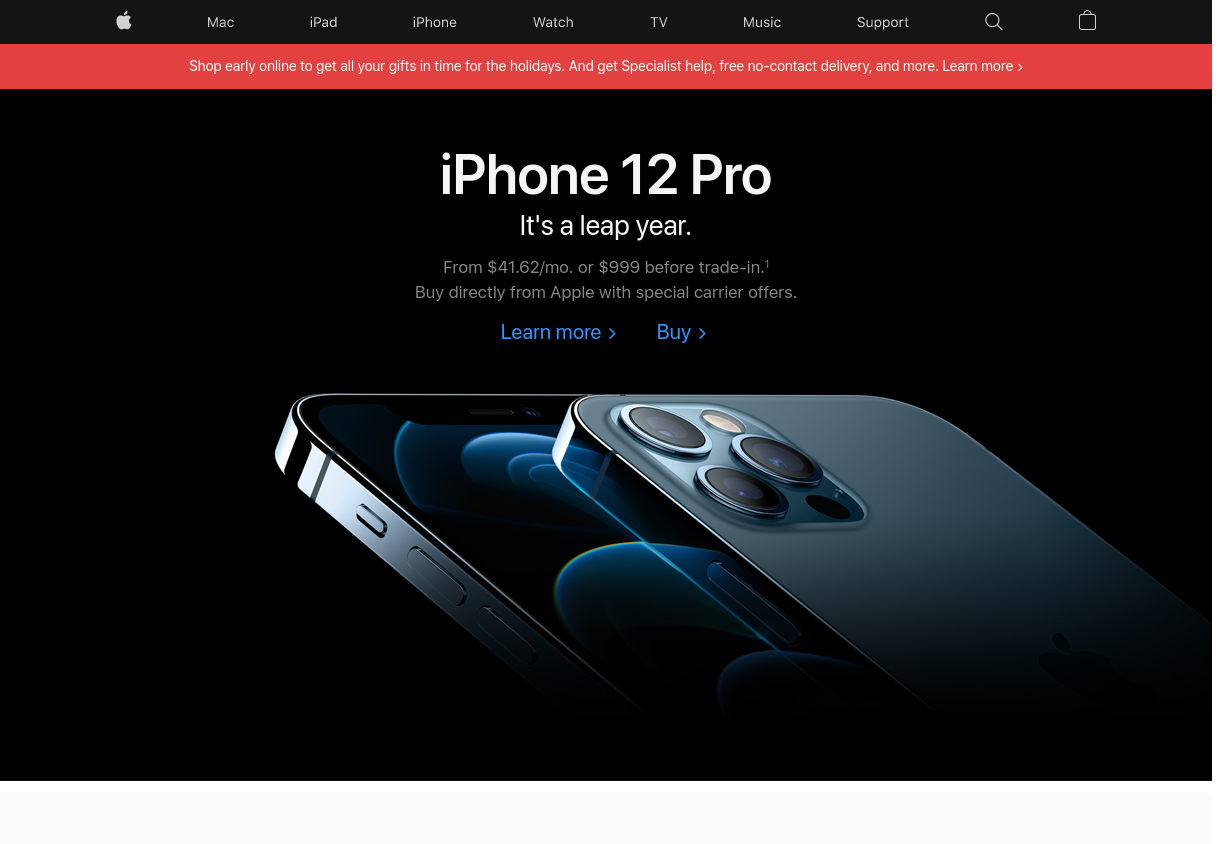 Mac iPad iPhone Watch TV Music Support
Shop early online to get all your gifts in time for the holidays. And get Specialist help, free no-contact delivery, and more. Learn more ›
iPhone 12 Pro
It's a leap year.
From $41.62/mo. or $999 before trade-in.¹
Buy directly from Apple with special carrier offers.
Learn more › Buy ›